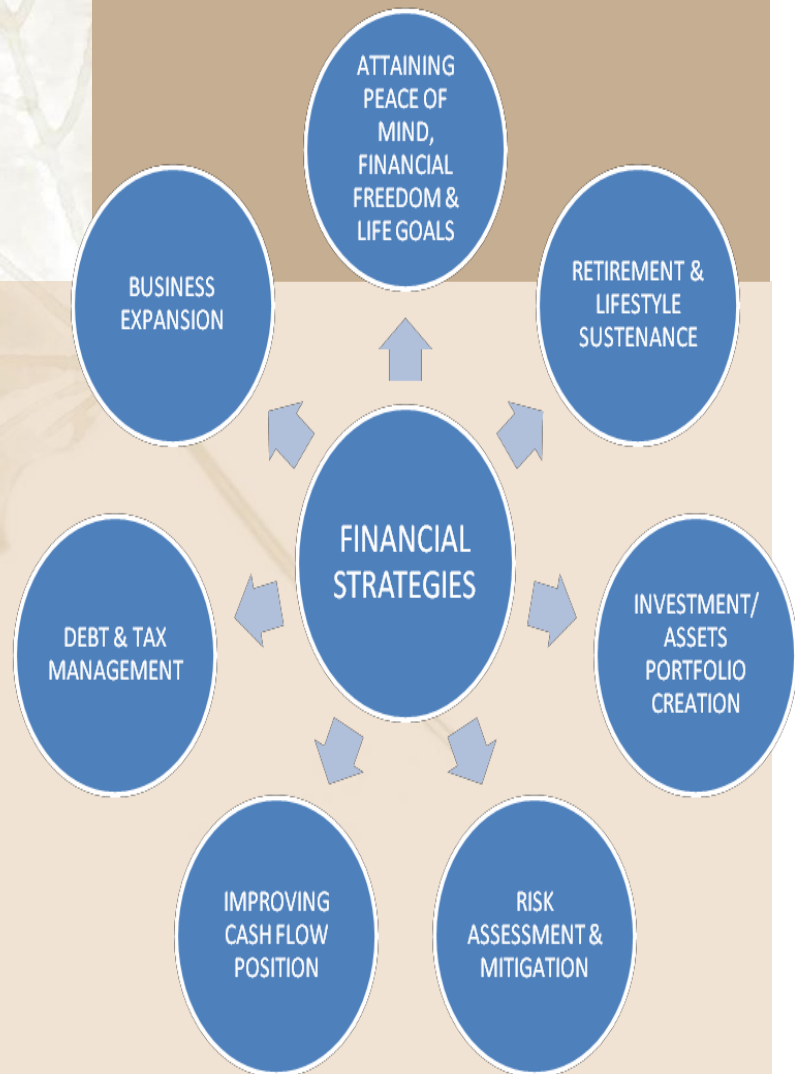 ATTAINING
PEACE OF
MIND,
FINANCIAL
FREEDOM &
LIFE GOALS
RETIREMENT &
LIFESTYLE
SUSTENANCE
INVESTMENT/
ASSETS
PORTFOLIO
CREATION
RISK
ASSESSMENT &
MITIGATION
IMPROVING
CASH FLOW
POSITION
DEBT & TAX
MANAGEMENT
BUSINESS
EXPANSION
FINANCIAL
STRATEGIES